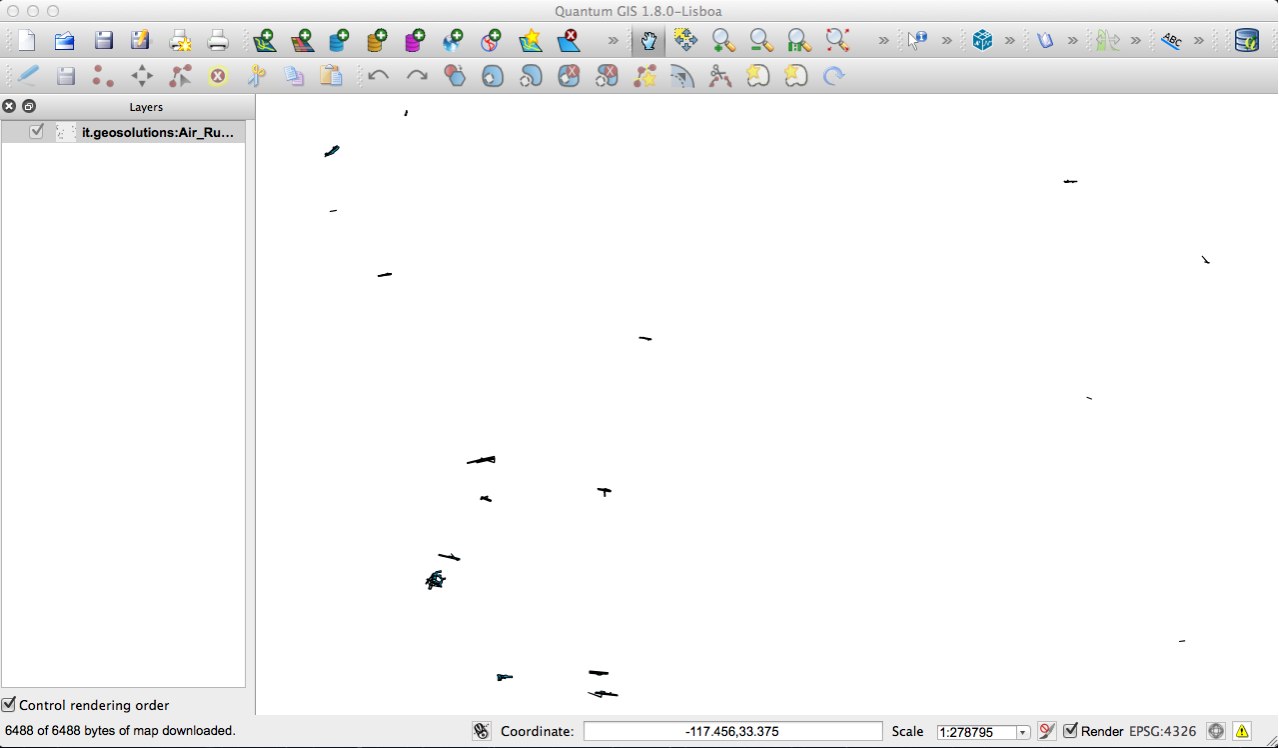 Quantum GIS 1.8.0-Lisboa
» » » » » » ABC »
Layers
it.geosolutions:Air_Ru...
Control rendering order
6488 of 6488 bytes of map downloaded. Coordinate: -117.456,33.375 Scale 1:278795 Render EPSG:4326